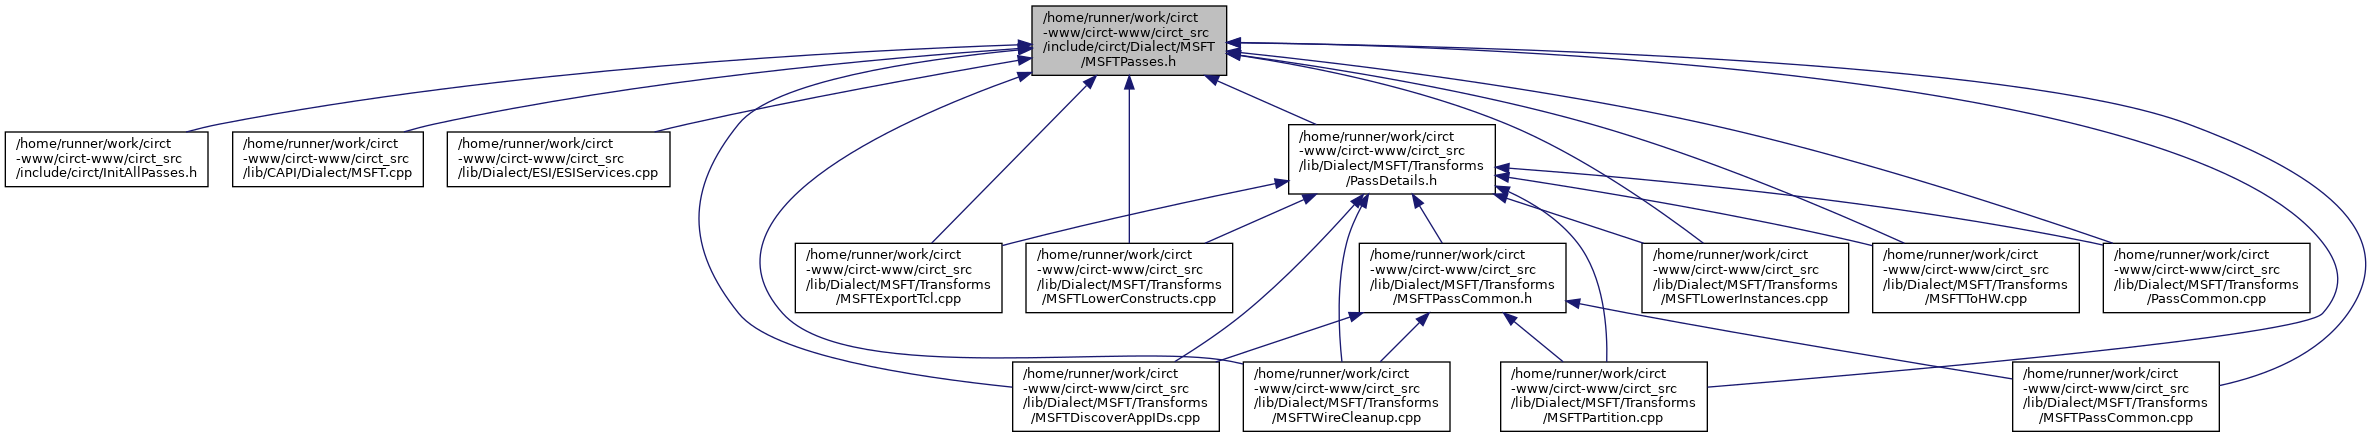 /home/runner/work/circt
-www/circt-www/circt_src
/include/circt/Dialect/MSFT
/MSFTPasses.h
/home/runner/work/circt
-www/circt-www/circt_src
/include/circt/InitAllPasses.h
/home/runner/work/circt
-www/circt-www/circt_src
/lib/CAPI/Dialect/MSFT.cpp
/home/runner/work/circt
-www/circt-www/circt_src
/lib/Dialect/ESI/ESIServices.cpp
/home/runner/work/circt
-www/circt-www/circt_src
/lib/Dialect/MSFT/Transforms
/PassDetails.h
/home/runner/work/circt
-www/circt-www/circt_src
/lib/Dialect/MSFT/Transforms
/MSFTExportTcl.cpp
/home/runner/work/circt
-www/circt-www/circt_src
/lib/Dialect/MSFT/Transforms
/MSFTLowerConstructs.cpp
/home/runner/work/circt
-www/circt-www/circt_src
/lib/Dialect/MSFT/Transforms
/MSFTPassCommon.h
/home/runner/work/circt
-www/circt-www/circt_src
/lib/Dialect/MSFT/Transforms
/MSFTLowerInstances.cpp
/home/runner/work/circt
-www/circt-www/circt_src
/lib/Dialect/MSFT/Transforms
/MSFTToHW.cpp
/home/runner/work/circt
-www/circt-www/circt_src
/lib/Dialect/MSFT/Transforms
/PassCommon.cpp
/home/runner/work/circt
-www/circt-www/circt_src
/lib/Dialect/MSFT/Transforms
/MSFTDiscoverAppIDs.cpp
/home/runner/work/circt
-www/circt-www/circt_src
/lib/Dialect/MSFT/Transforms
/MSFTWireCleanup.cpp
/home/runner/work/circt
-www/circt-www/circt_src
/lib/Dialect/MSFT/Transforms
/MSFTPartition.cpp
/home/runner/work/circt
-www/circt-www/circt_src
/lib/Dialect/MSFT/Transforms
/MSFTPassCommon.cpp